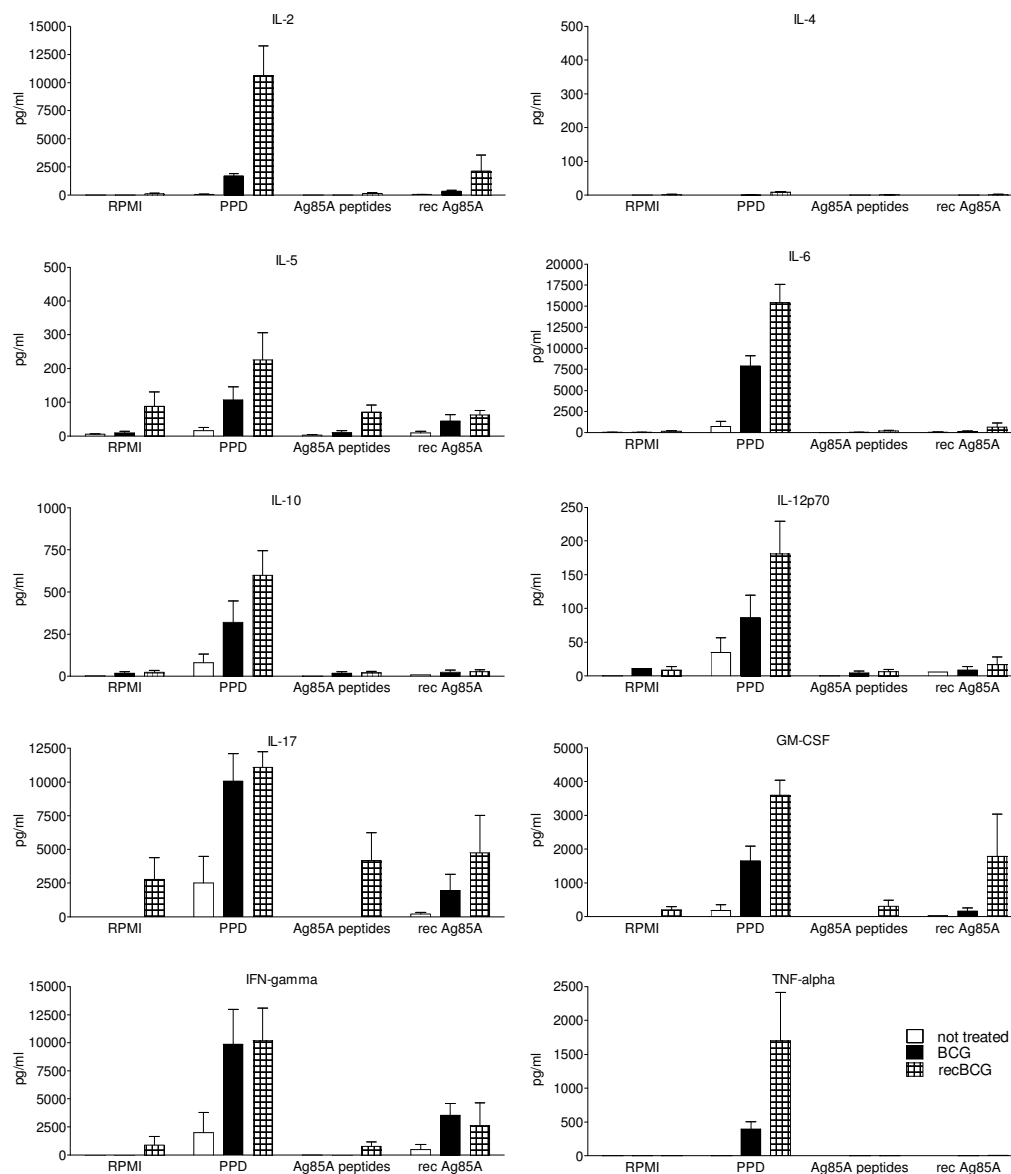 IL-2
15000
12500
10000
7500
5000
2500
0
pg/ml
RPMI PPD Ag85A peptides rec Ag85A
IL-4
500
400
300
200
100
0
pg/ml
RPMI PPD Ag85A peptides rec Ag85A
IL-5
500
400
300
200
100
0
pg/ml
RPMI PPD Ag85A peptides rec Ag85A
IL-6
20000
17500
15000
12500
10000
7500
5000
2500
0
pg/ml
RPMI PPD Ag85A peptides rec Ag85A
IL-10
1000
750
500
250
0
pg/ml
RPMI PPD Ag85A peptides rec Ag85A
IL-12p70
250
200
150
100
50
0
pg/ml
RPMI PPD Ag85A peptides rec Ag85A
IL-17
12500
10000
7500
5000
2500
0
pg/ml
RPMI PPD Ag85A peptides rec Ag85A
GM-CSF
5000
4000
3000
2000
1000
0
pg/ml
RPMI PPD Ag85A peptides rec Ag85A
IFN-gamma
15000
12500
10000
7500
5000
2500
0
pg/ml
RPMI PPD Ag85A peptides rec Ag85A
TNF-alpha
2500
2000
1500
1000
500
0
pg/ml
RPMI PPD Ag85A peptides rec Ag85A
not treated
BCG
recBCG